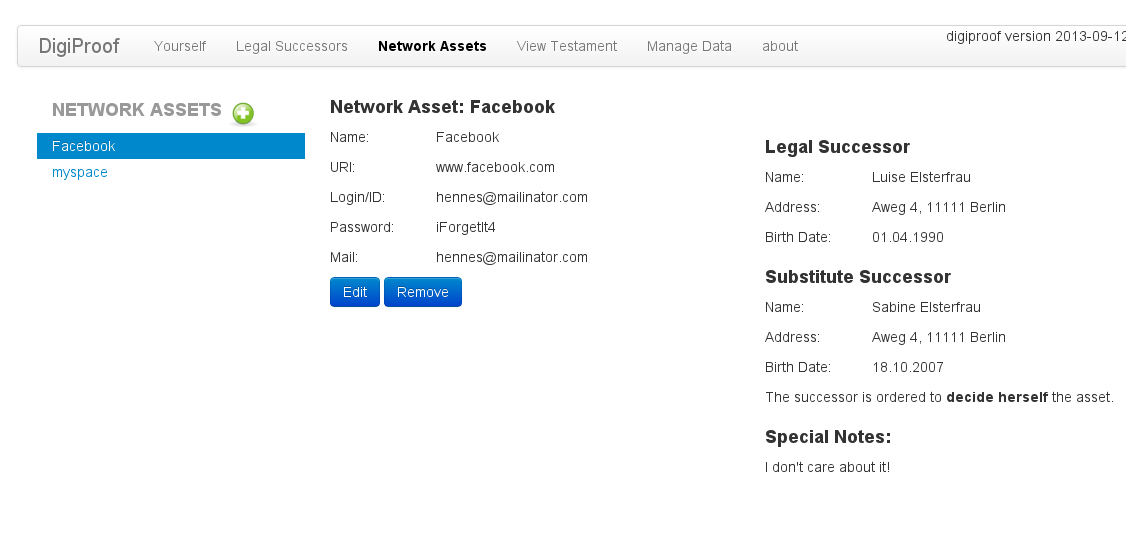 DigiProof Yourself Legal Successors Network Assets View Testament Manage Data about digiproof version 2013-09-12
NETWORK ASSETS
Facebook
myspace
Network Asset: Facebook
Name: Facebook
URI: www.facebook.com
Login/ID: hennes@mailinator.com
Password: iForgetIt4
Mail: hennes@mailinator.com
Edit Remove
Legal Successor
Name: Luise Elsterfrau
Address: Aweg 4, 11111 Berlin
Birth Date: 01.04.1990
Substitute Successor
Name: Sabine Elsterfrau
Address: Aweg 4, 11111 Berlin
Birth Date: 18.10.2007
The successor is ordered to decide herself the asset.
Special Notes:
I don't care about it!